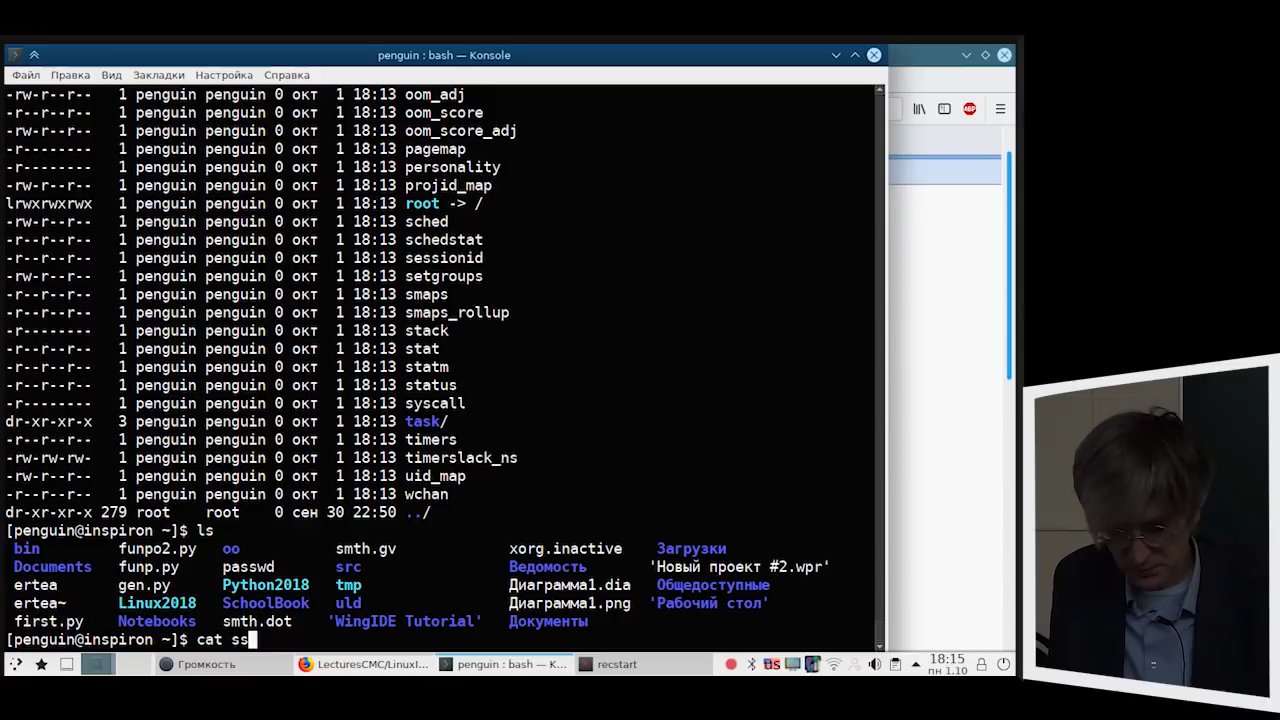 penguin : bash — Konsole
Файл Правка Вид Закладки Настройка Справка
-rw-r--r-- 1 penguin penguin 0 окт 1 18:13 oom_adj
-r--r--r-- 1 penguin penguin 0 окт 1 18:13 oom_score
-rw-r--r-- 1 penguin penguin 0 окт 1 18:13 oom_score_adj
-r-------- 1 penguin penguin 0 окт 1 18:13 pagemap
-r-------- 1 penguin penguin 0 окт 1 18:13 personality
-rw-r--r-- 1 penguin penguin 0 окт 1 18:13 projid_map
lrwxrwxrwx 1 penguin penguin 0 окт 1 18:13 root -> /
-rw-r--r-- 1 penguin penguin 0 окт 1 18:13 sched
-r--r--r-- 1 penguin penguin 0 окт 1 18:13 schedstat
-r--r--r-- 1 penguin penguin 0 окт 1 18:13 sessionid
-rw-r--r-- 1 penguin penguin 0 окт 1 18:13 setgroups
-r--r--r-- 1 penguin penguin 0 окт 1 18:13 smaps
-r--r--r-- 1 penguin penguin 0 окт 1 18:13 smaps_rollup
-r-------- 1 penguin penguin 0 окт 1 18:13 stack
-r--r--r-- 1 penguin penguin 0 окт 1 18:13 stat
-r--r--r-- 1 penguin penguin 0 окт 1 18:13 statm
-r--r--r-- 1 penguin penguin 0 окт 1 18:13 status
-r-------- 1 penguin penguin 0 окт 1 18:13 syscall
dr-xr-xr-x 3 penguin penguin 0 окт 1 18:13 task/
-r--r--r-- 1 penguin penguin 0 окт 1 18:13 timers
-rw-rw-rw- 1 penguin penguin 0 окт 1 18:13 timerslack_ns
-rw-r--r-- 1 penguin penguin 0 окт 1 18:13 uid_map
-r--r--r-- 1 penguin penguin 0 окт 1 18:13 wchan
dr-xr-xr-x 279 root root 0 сен 30 22:50 ../
[penguin@inspiron ~]$ ls
bin funpo2.py oo smth.gv xorg.inactive Загрузки
Documents funp.py passwd src Ведомость 'Новый проект #2.wpr'
ertea gen.py Python2018 tmp Диаграмма1.dia Общедоступные
ertea~ Linux2018 SchoolBook uld Диаграмма1.png 'Рабочий стол'
first.py Notebooks smth.dot 'WingIDE Tutorial' Документы
[penguin@inspiron ~]$ cat ss
Громкость LecturesCMC/LinuxI... penguin : bash — K... recstart us 18:15
пн 1.10
ABP